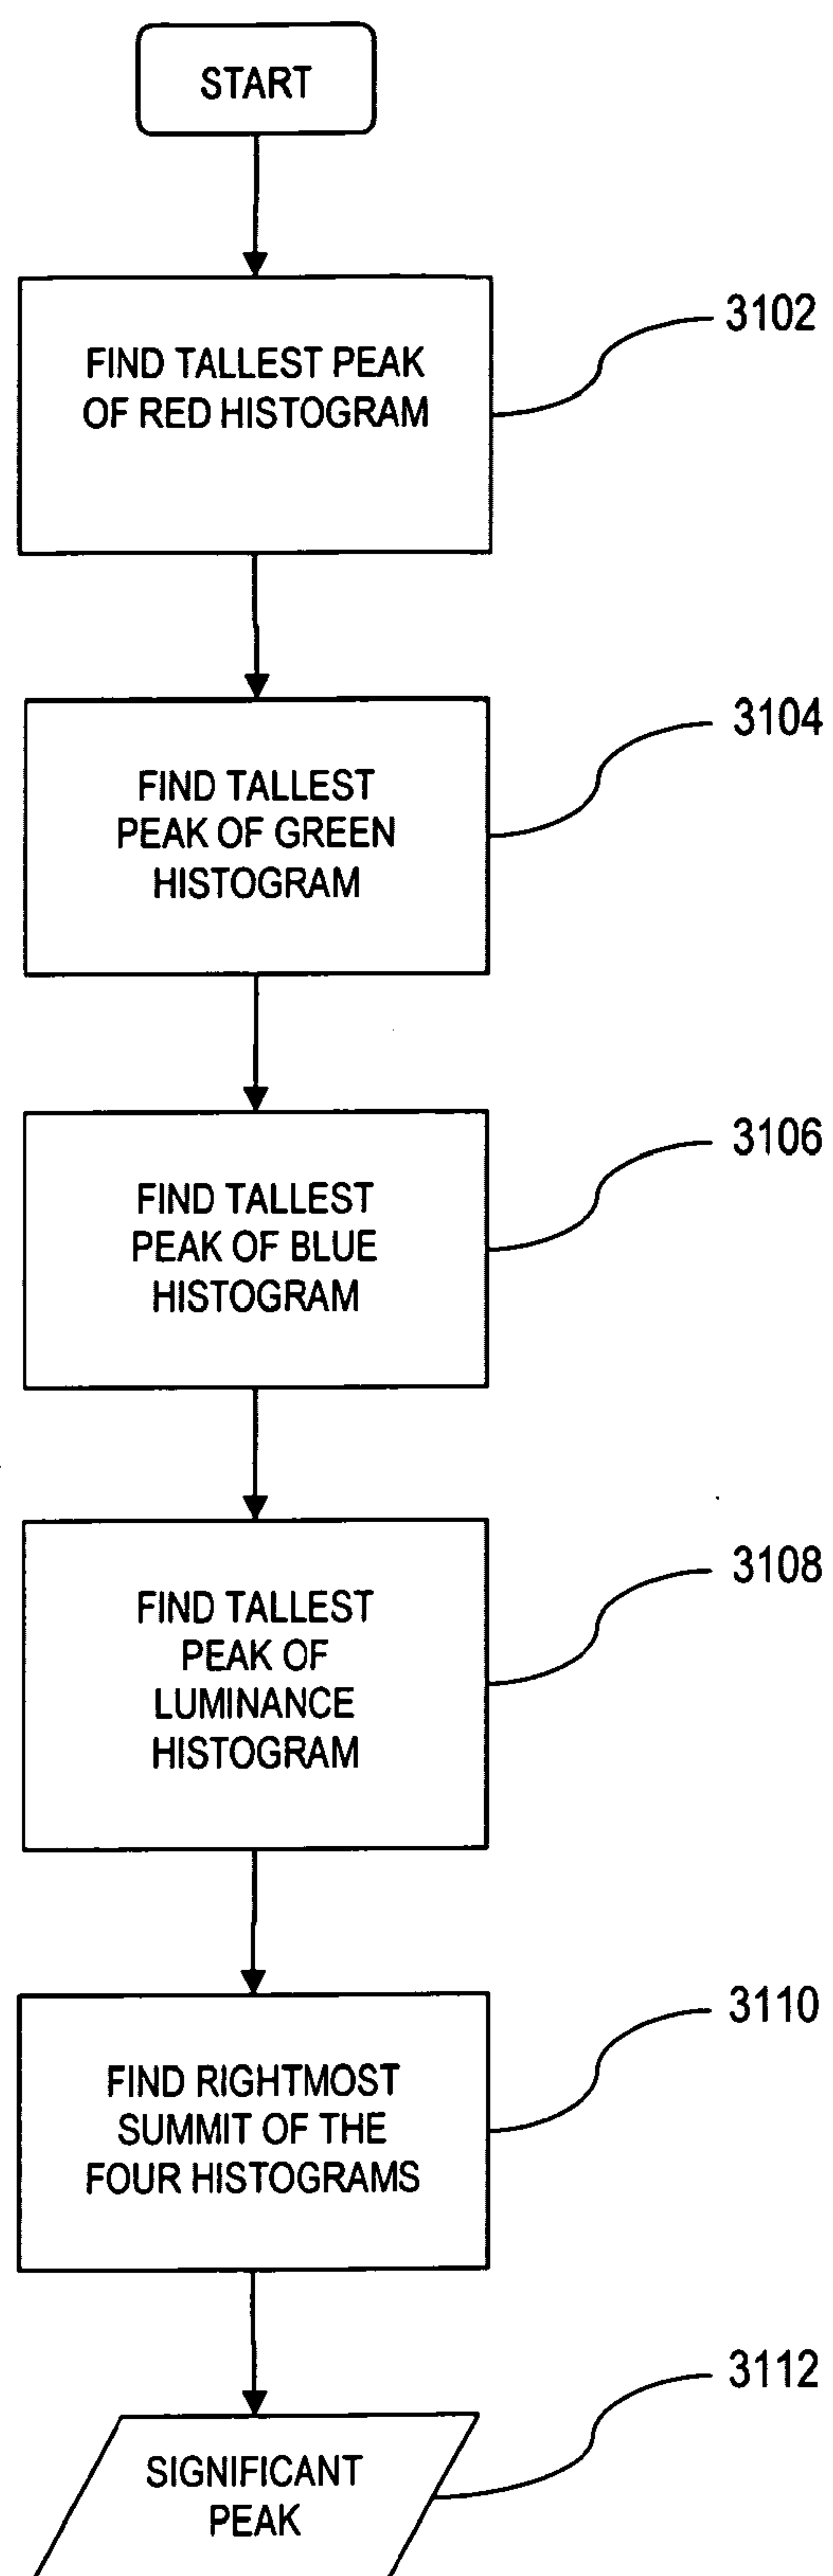 START
FIND TALLEST PEAK
OF RED HISTOGRAM
3102
FIND TALLEST
PEAK OF GREEN
HISTOGRAM
3104
FIND TALLEST
PEAK OF BLUE
HISTOGRAM
3106
FIND TALLEST
PEAK OF
LUMINANCE
HISTOGRAM
3108
FIND RIGHTMOST
SUMMIT OF THE
FOUR HISTOGRAMS
3110
SIGNIFICANT
PEAK
3112